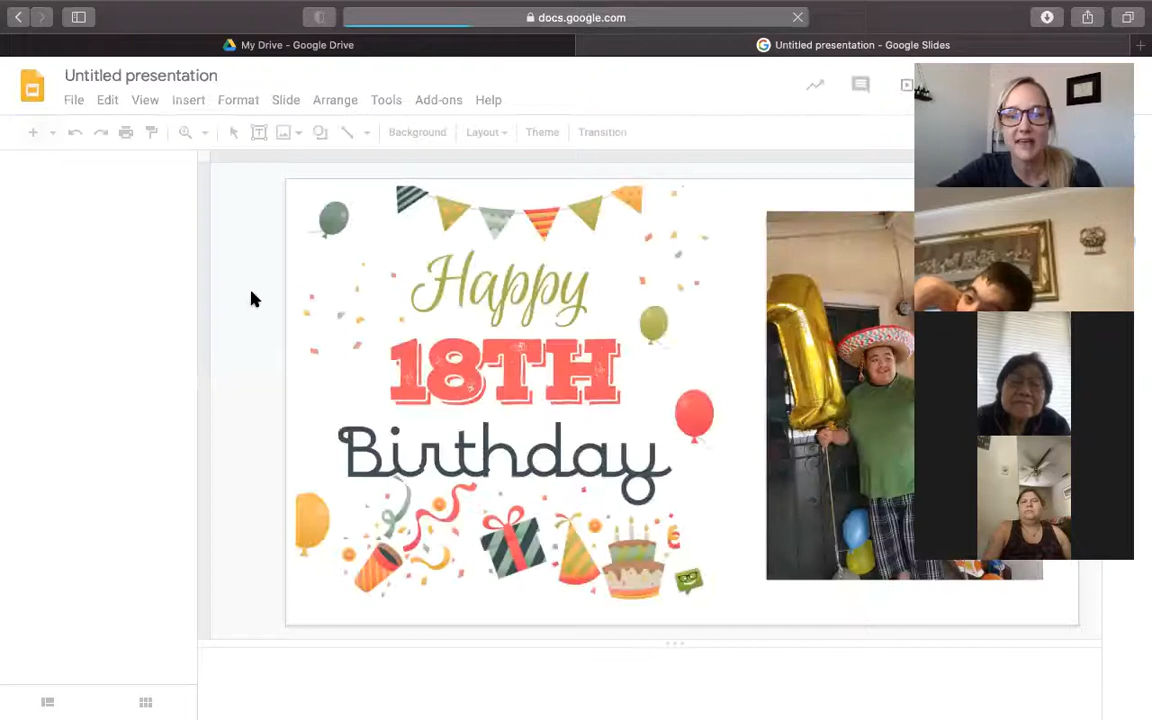 docs.google.com
My Drive - Google Drive
Untitled presentation - Google Slides
Untitled presentation
File Edit View Insert Format Slide Arrange Tools Add-ons Help
Background Layout Theme Transition
Happy
18TH
Birthday
1